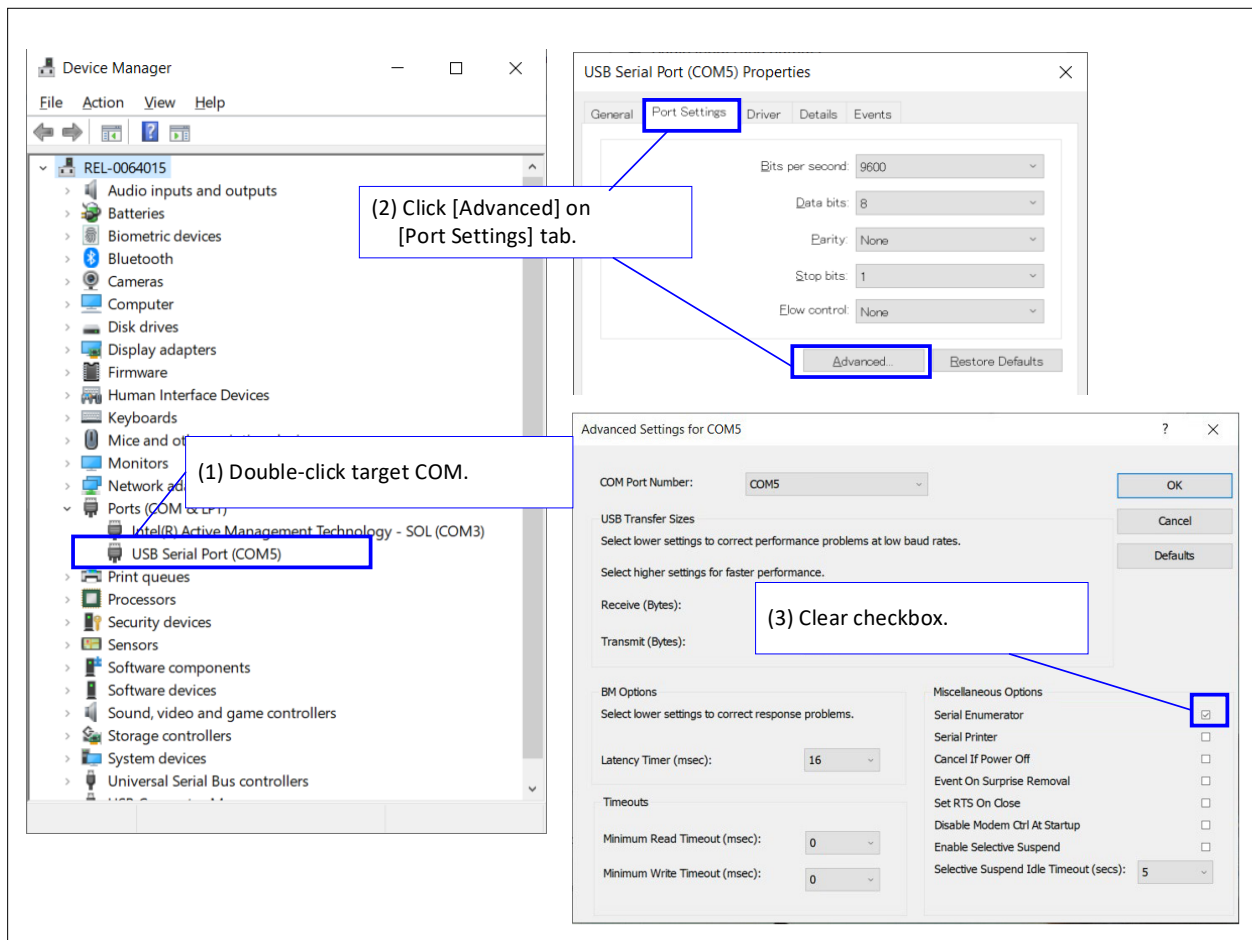 Device Manager
File Action View Help
REL-0064015
Audio inputs and outputs
Batteries
Biometric devices
Bluetooth
Cameras
Computer
Disk drives
Display adapters
Firmware
Human Interface Devices
Keyboards
Mice and ot
Monitors
Network ad
Ports (COM & LPT)
Intel(R) Active Management Technology - SOL (COM3)
USB Serial Port (COM5)
Print queues
Processors
Security devices
Sensors
Software components
Software devices
Sound, video and game controllers
Storage controllers
System devices
Universal Serial Bus controllers
(1) Double-click target COM.
USB Serial Port (COM5) Properties
General Port Settings Driver Details Events
Bits per second: 9600
Data bits: 8
Parity: None
Stop bits: 1
Flow control: None
Advanced... Restore Defaults
(2) Click [Advanced] on
[Port Settings] tab.
Advanced Settings for COM5 ?
COM Port Number: COM5
OK
USB Transfer Sizes
Cancel
Select lower settings to correct performance problems at low baud rates.
Defaults
Select higher settings for faster performance.
Receive (Bytes):
Transmit (Bytes):
(3) Clear checkbox.
BM Options
Select lower settings to correct response problems.
Latency Timer (msec): 16
Timeouts
Minimum Read Timeout (msec): 0
Minimum Write Timeout (msec): 0
Miscellaneous Options
Serial Enumerator
Serial Printer
Cancel If Power Off
Event On Surprise Removal
Set RTS On Close
Disable Modem Ctrl At Startup
Enable Selective Suspend
Selective Suspend Idle Timeout (secs): 5